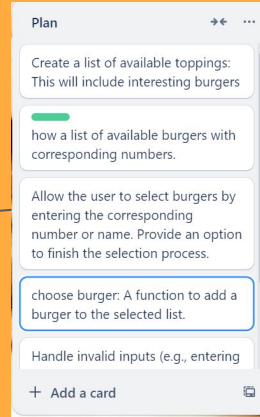 Plan
Create a list of available toppings:
This will include interesting burgers
how a list of available burgers with
corresponding numbers.
Allow the user to select burgers by
entering the corresponding
number or name. Provide an option
to finish the selection process.
choose burger: A function to add a
burger to the selected list.
Handle invalid inputs (e.g., entering
+ Add a card